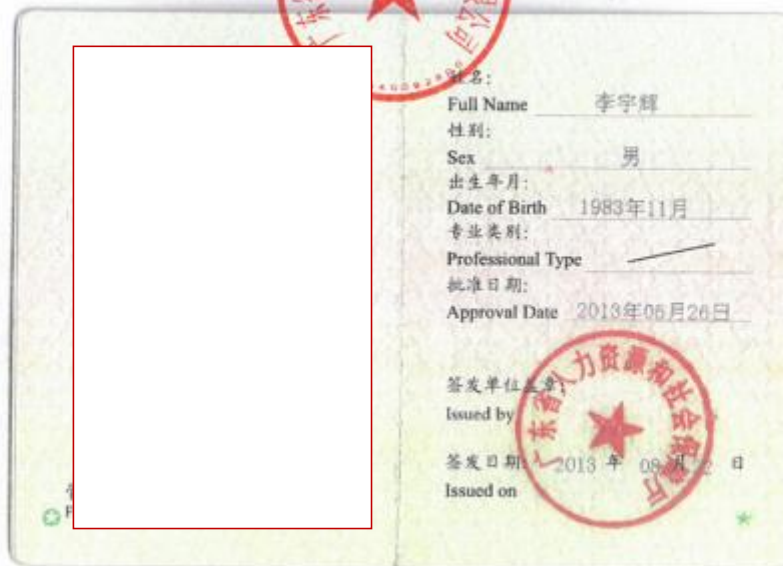 姓名:
Full Name 李宇辉
性别:
Sex 男
出生年月:
Date of Birth 1983年11月
专业类别:
Professional Type
批准日期:
Approval Date 2013年05月26日
签发单位盖章:
Issued by
广东省人力资源和社会保障厅
签发日期: 2013 年 08 月 2 日
Issued on